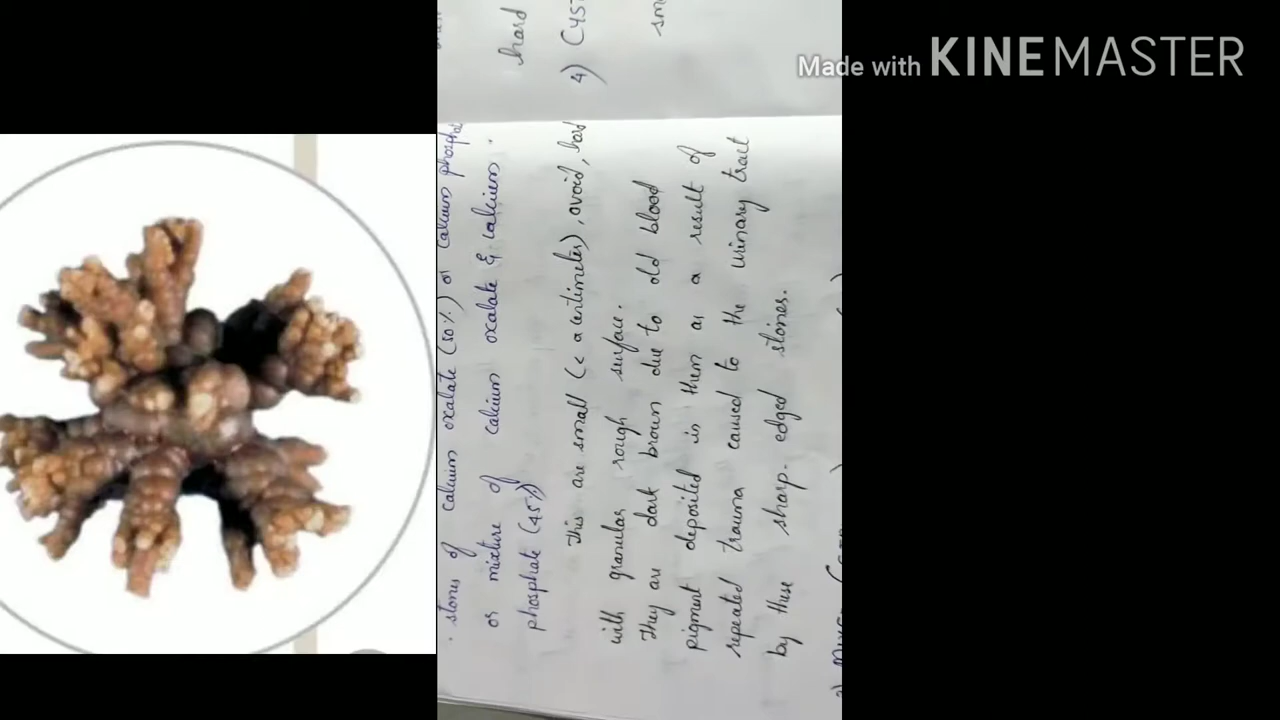 Made with KINEMASTER
. stones of calcium oxalate (50%) or calcium phosphat
or mixture of calcium oxalate & calcium .
phosphate (45%)
This are small (< a centimeter), ovoid, hard
with granular rough surface.
They are dark brown due to old blood
pigment deposited in them as a result of
repeated trauma caused to the urinary tract
by these sharp-edged stones.
hard
4) CYST